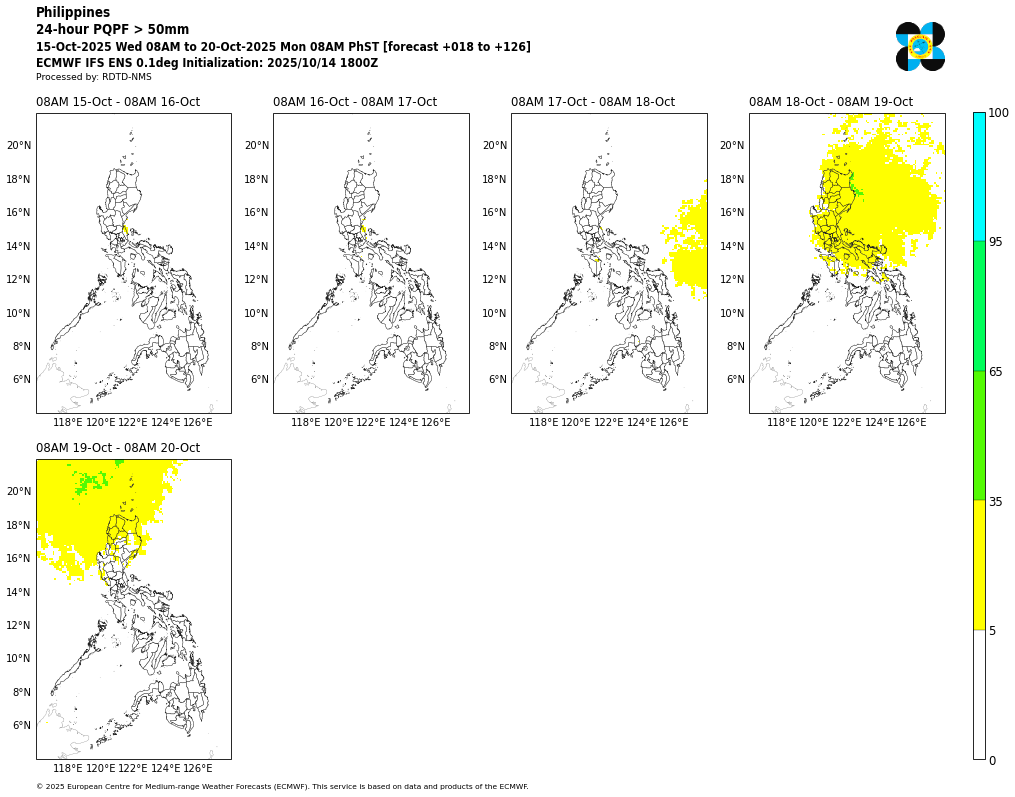 Philippines
24-hour PQPF > 50mm
15-Oct-2025 Wed 08AM to 20-Oct-2025 Mon 08AM PhST [forecast +018 to +126]
ECMWF IFS ENS 0.1deg Initialization: 2025/10/14 1800Z
Processed by: RDTD-NMS
08AM 15-Oct - 08AM 16-Oct
08AM 16-Oct - 08AM 17-Oct
08AM 17-Oct - 08AM 18-Oct
08AM 18-Oct - 08AM 19-Oct
20°N
18°N
16°N
14°N
12°N
10°N
8°N
6°N
118°E 120°E 122°E 124°E 126°E
20°N
18°N
16°N
14°N
12°N
10°N
8°N
6°N
118°E 120°E 122°E 124°E 126°E
20°N
18°N
16°N
14°N
12°N
10°N
8°N
6°N
118°E 120°E 122°E 124°E 126°E
20°N
18°N
16°N
14°N
12°N
10°N
8°N
6°N
118°E 120°E 122°E 124°E 126°E
100
95
65
35
5
0
08AM 19-Oct - 08AM 20-Oct
20°N
18°N
16°N
14°N
12°N
10°N
8°N
6°N
118°E 120°E 122°E 124°E 126°E
© 2025 European Centre for Medium-range Weather Forecasts (ECMWF). This service is based on data and products of the ECMWF.